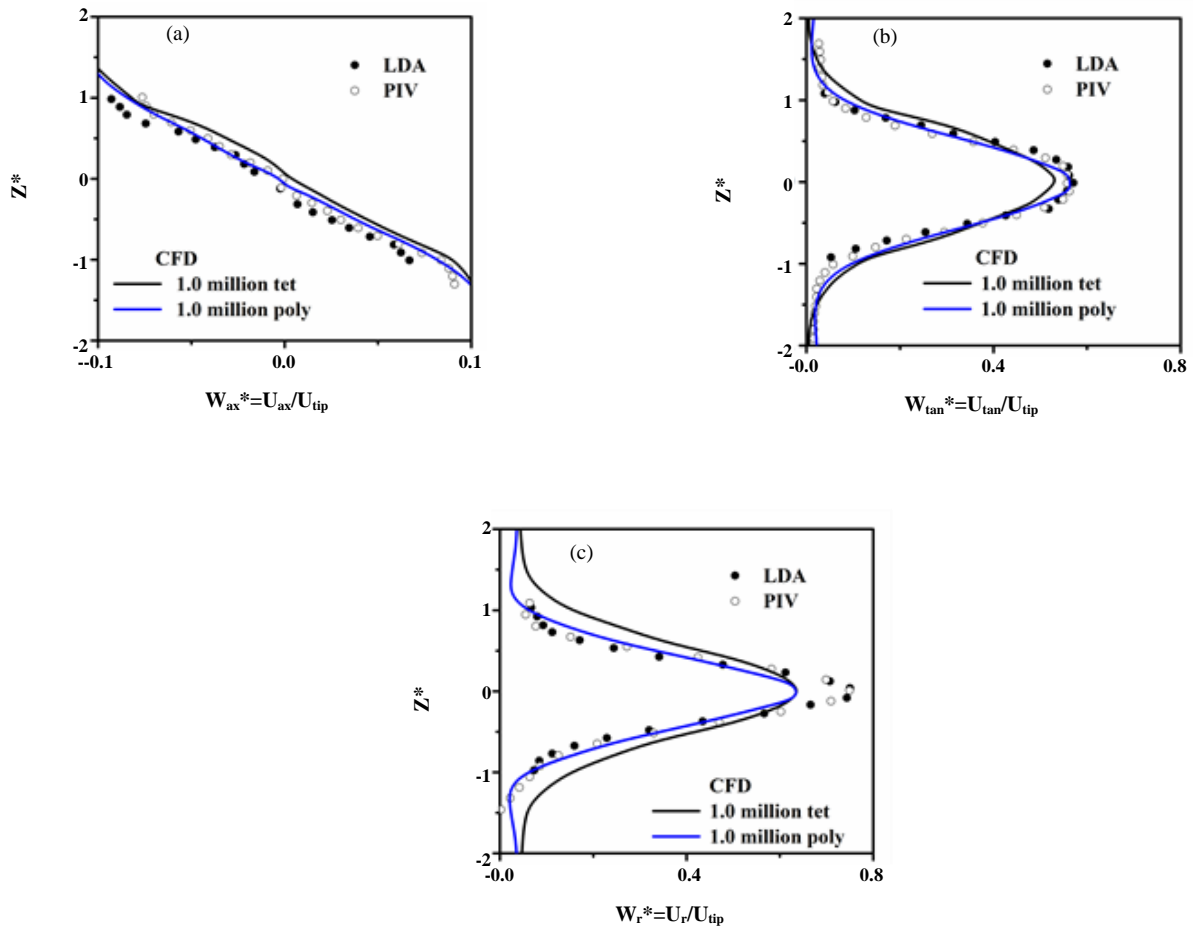 2
(a)
LDA
PIV
1
Z*
0
-1
CFD
1.0 million tet
1.0 million poly
-2
--0.1
0.0
0.1
Wax*=Uax/Utip
2
(b)
LDA
PIV
1
Z*
0
-1
CFD
1.0 million tet
1.0 million poly
-2
-0.0
0.4
0.8
Wtan*=Utan/Utip
2
(c)
LDA
PIV
1
Z*
0
-1
CFD
1.0 million tet
1.0 million poly
-2
-0.0
0.4
0.8
Wr*=Ur/Utip